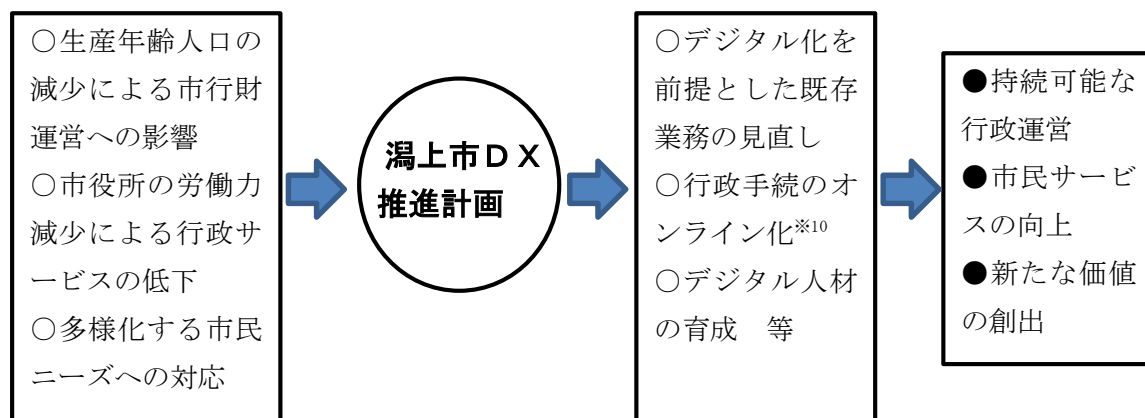 ○生産年齢人口の
減少による市行財
運営への影響
○市役所の労働力
減少による行政サ
ービスの低下
○多様化する市民
ニーズへの対応
潟上市ＤＸ
推進計画
○デジタル化を
前提とした既存
業務の見直し
○行政手続のオ
ンライン化※10
○デジタル人材
の育成　等
●持続可能な
行政運営
●市民サービ
スの向上
●新たな価値
の創出